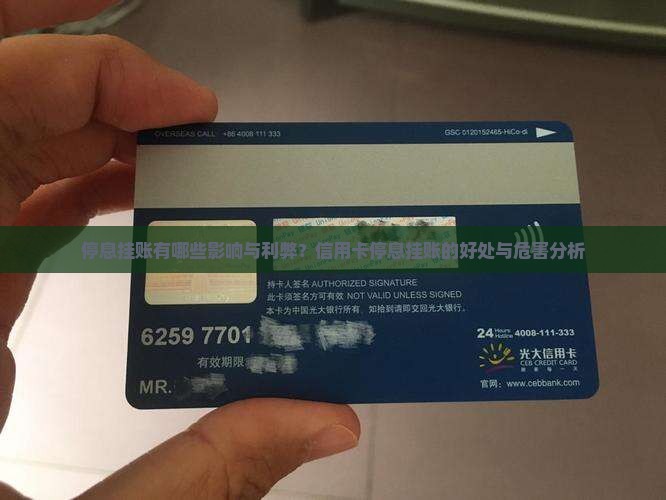 OVERSEAS CALL: +86 4008 111 333
GSC 0120152465-HiCo-di
停息挂账有哪些影响与利弊？信用卡停息挂账的好处与危害分析
持卡人签名 AUTHORIZED SIGNATURE
此卡须签名方可有效 NOT VALID UNLESS SIGNED
本卡为中国光大银行所有，如拾到请即交回光大银行。
6259 7701
有效期限
MR.
24 Hours Hotline 4008-111-333
光大信用卡
CEB CREDIT CARD
官网：www.cebbank.com